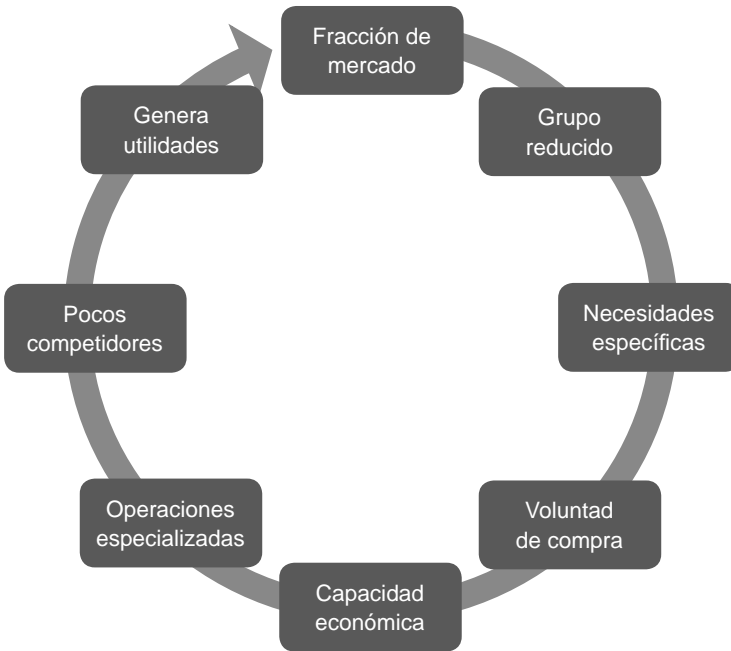 Fracción de
mercado
Grupo
reducido
Necesidades
específicas
Voluntad
de compra
Capacidad
económica
Operaciones
especializadas
Pocos
competidores
Genera
utilidades